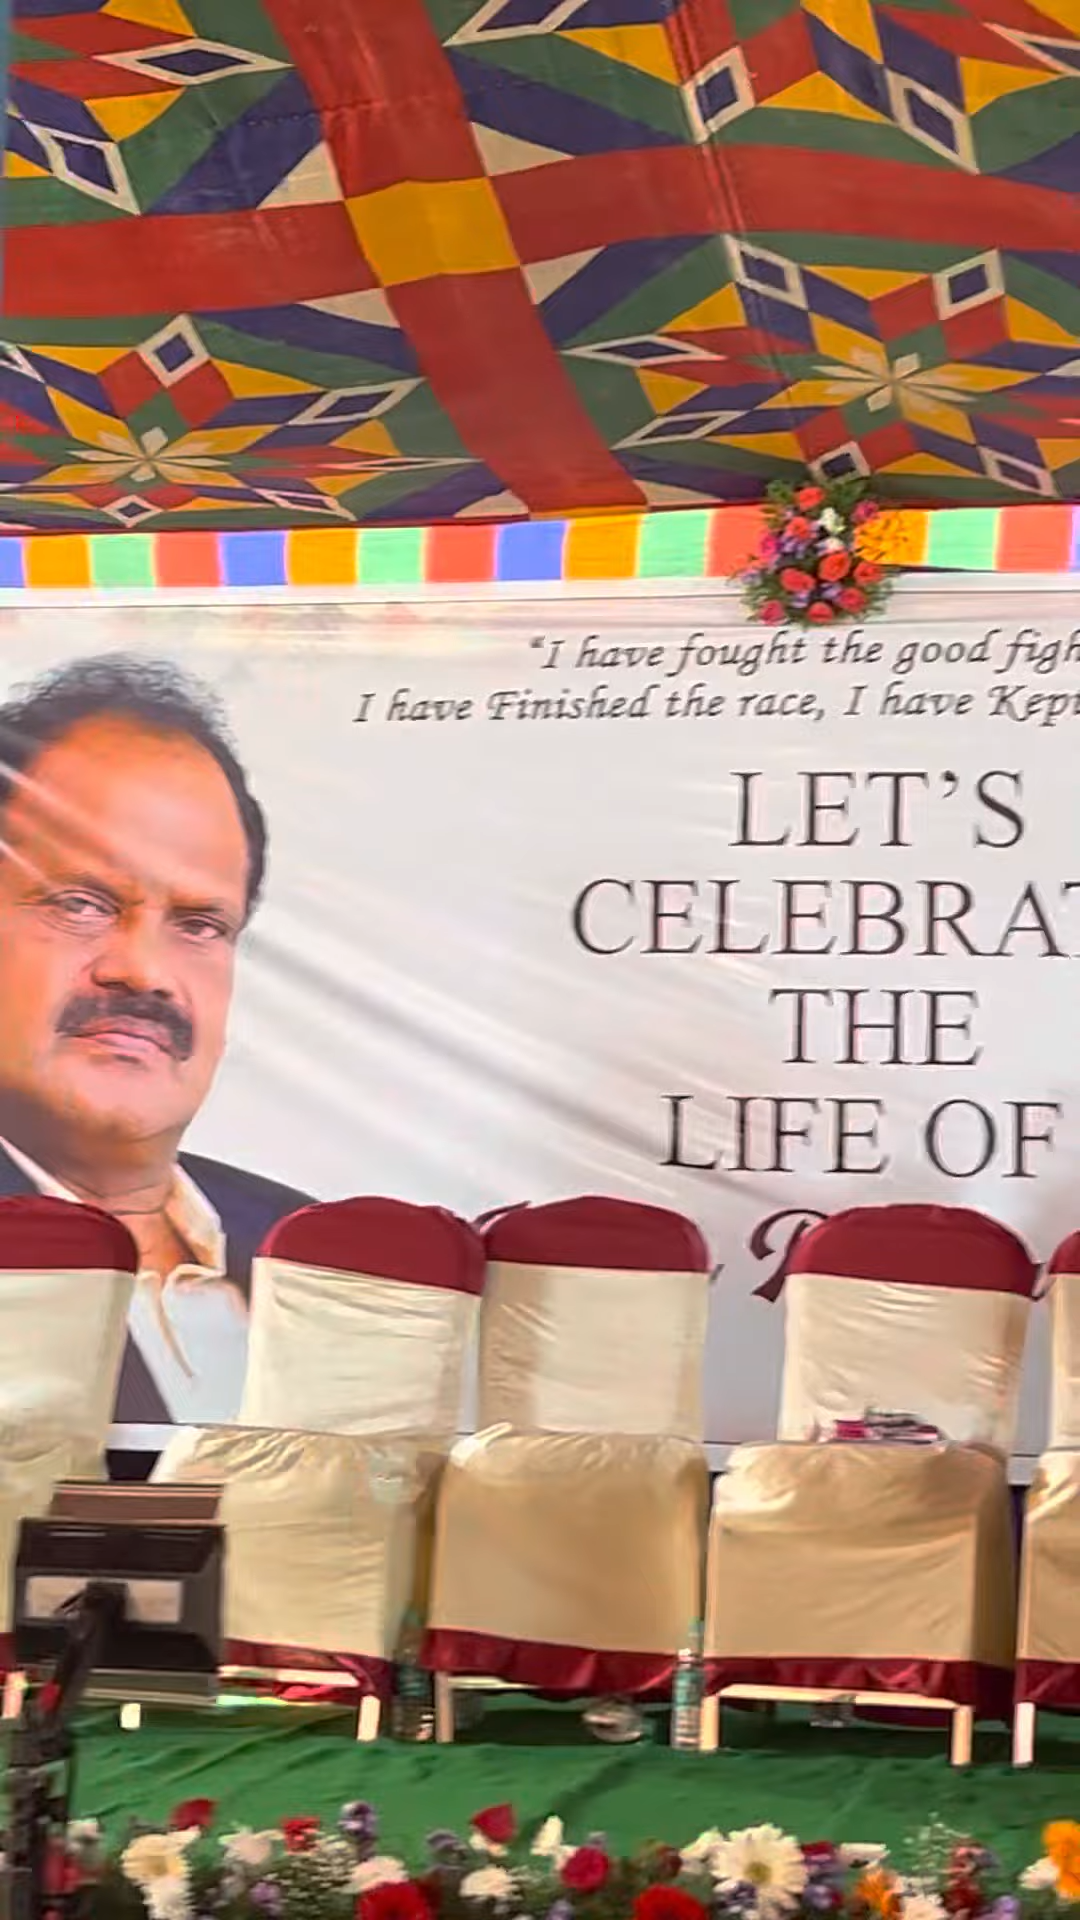 "I have fought the good figh
I have Finished the race, I have Kept
LET'S
CELEBRAT
THE
LIFE OF